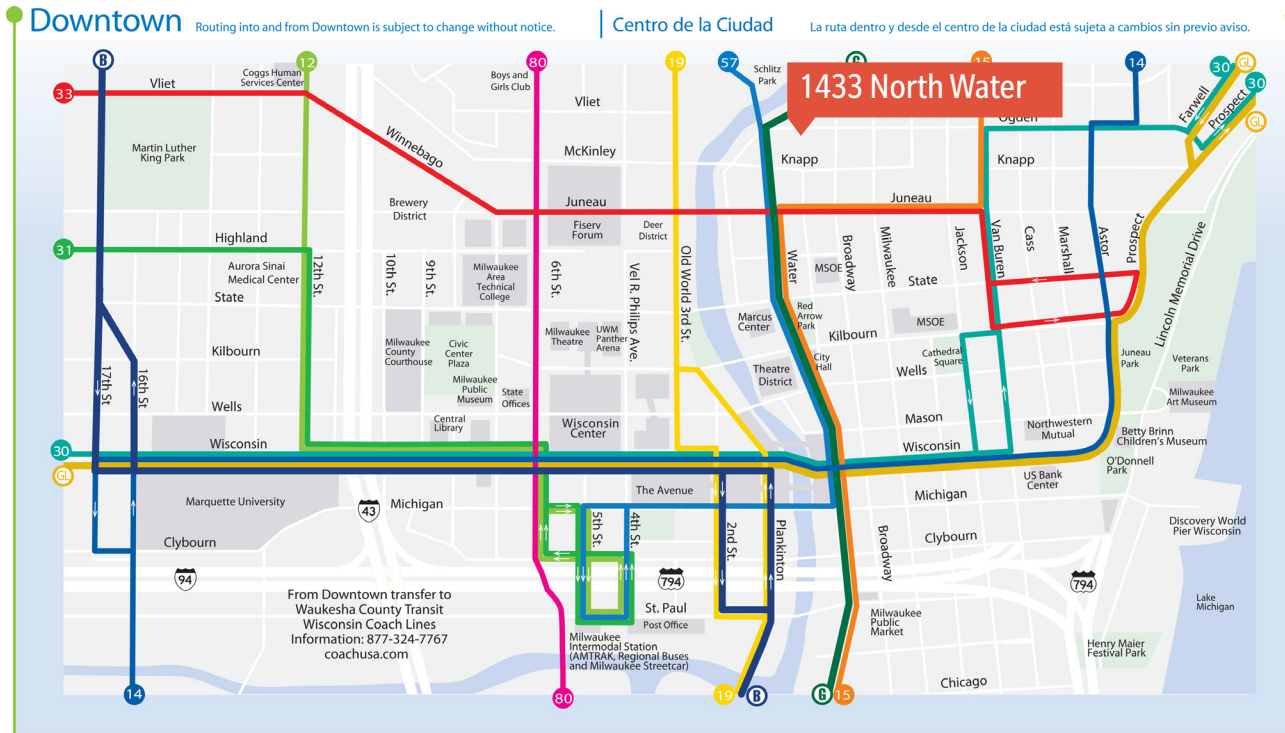 Downtown
Routing into and from Downtown is subject to change without notice.
Centro de la Ciudad
La ruta dentro y desde el centro de la ciudad está sujeta a cambios sin previo aviso.
B
12
80
19
57
14
30
GL
Coggs Human
Services Center
Boys and
Girls Club
Schlitz
Park
1433 North Water
30
33
Vliet
Vliet
Farwell
Prospect
GL
Ogden
Martin Luther
King Park
Winnebago
McKinley
Knapp
Knapp
Brewery
District
Juneau
Juneau
Fiserv
Forum
Deer
District
31
Highland
Aurora Sinai
Medical Center
State
12th St.
10th St.
9th St.
Milwaukee
Area
Technical
College
6th St.
Vel R. Philips Ave.
Old World 3rd St.
Water
Broadway
Milwaukee
Jackson
Van Buren
Cass
Marshall
Astor
Prospect
Lincoln Memorial Drive
MSOE
State
Red
Arrow
Park
Marcus
Center
MSOE
Kilbourn
Kilbourn
Milwaukee
County
Courthouse
Civic
Center
Plaza
Milwaukee
Theatre
UWM
Panther
Arena
City
Hall
Cathedral
Square
Juneau
Park
Veterans
Park
17th St
16th St
Milwaukee
Public
Museum
State
Offices
Theatre
District
Wells
Wells
Milwaukee
Art Museum
Central
Library
Wisconsin
Center
Mason
Northwestern
Mutual
Betty Brinn
Children's Museum
Wisconsin
Wisconsin
30
GL
O'Donnell
Park
US Bank
Center
Marquette University
43
Michigan
The Avenue
Michigan
5th St.
4th St.
2nd St.
Plankinton
Broadway
Clybourn
Clybourn
Discovery World
Pier Wisconsin
94
794
794
From Downtown transfer to
Waukesha County Transit
Wisconsin Coach Lines
Information: 877-324-7767
coachusa.com
St. Paul
Post Office
Milwaukee
Public
Market
Lake
Michigan
Milwaukee
Intermodal Station
(AMTRAK, Regional Buses
and Milwaukee Streetcar)
Henry Maier
Festival Park
Chicago
14
80
19
B
G
15